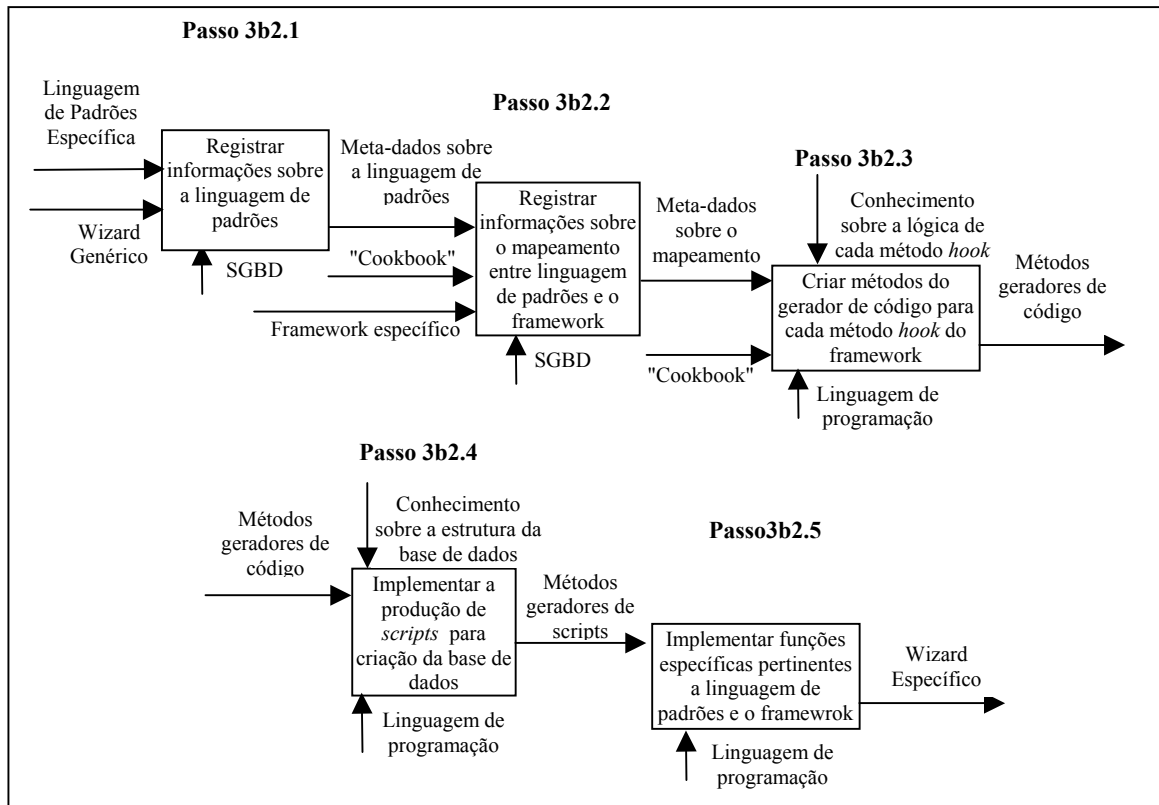 Passo 3b2.1
Linguagem
de Padrões
Específica
Wizard
Genérico
Registrar
informações sobre
a linguagem de
padrões
SGBD
Passo 3b2.2
Meta-dados sobre
a linguagem de
padrões
"Cookbook"
Framework específico
Registrar
informações sobre
o mapeamento
entre linguagem
de padrões e o
framework
SGBD
Passo 3b2.3
Meta-dados
sobre o
mapeamento
Conhecimento
sobre a lógica de
cada método hook
"Cookbook"
Criar métodos do
gerador de código para
cada método hook do
framework
Linguagem de
programação
Métodos
geradores de
código
Passo 3b2.4
Métodos
geradores de
código
Conhecimento
sobre a estrutura da
base de dados
Implementar a
produção de
scripts para
criação da base de
dados
Linguagem de
programação
Passo3b2.5
Métodos
geradores de
scripts
Implementar funções
específicas pertinentes
a linguagem de
padrões e o framewrok
Linguagem de
programação
Wizard
Específico